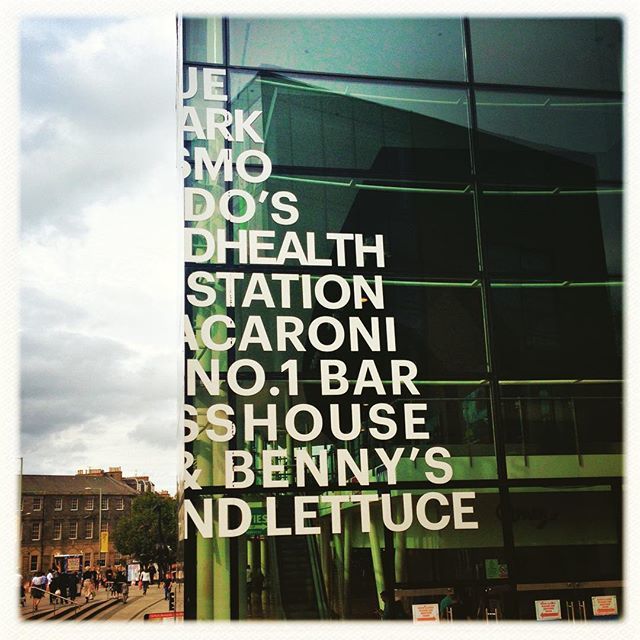 UE
ARK
SMO
DO'S
DHEALTH
STATION
ACARONI
NO.1 BAR
SSHOUSE
& BENNY'S
ND LETTUCE